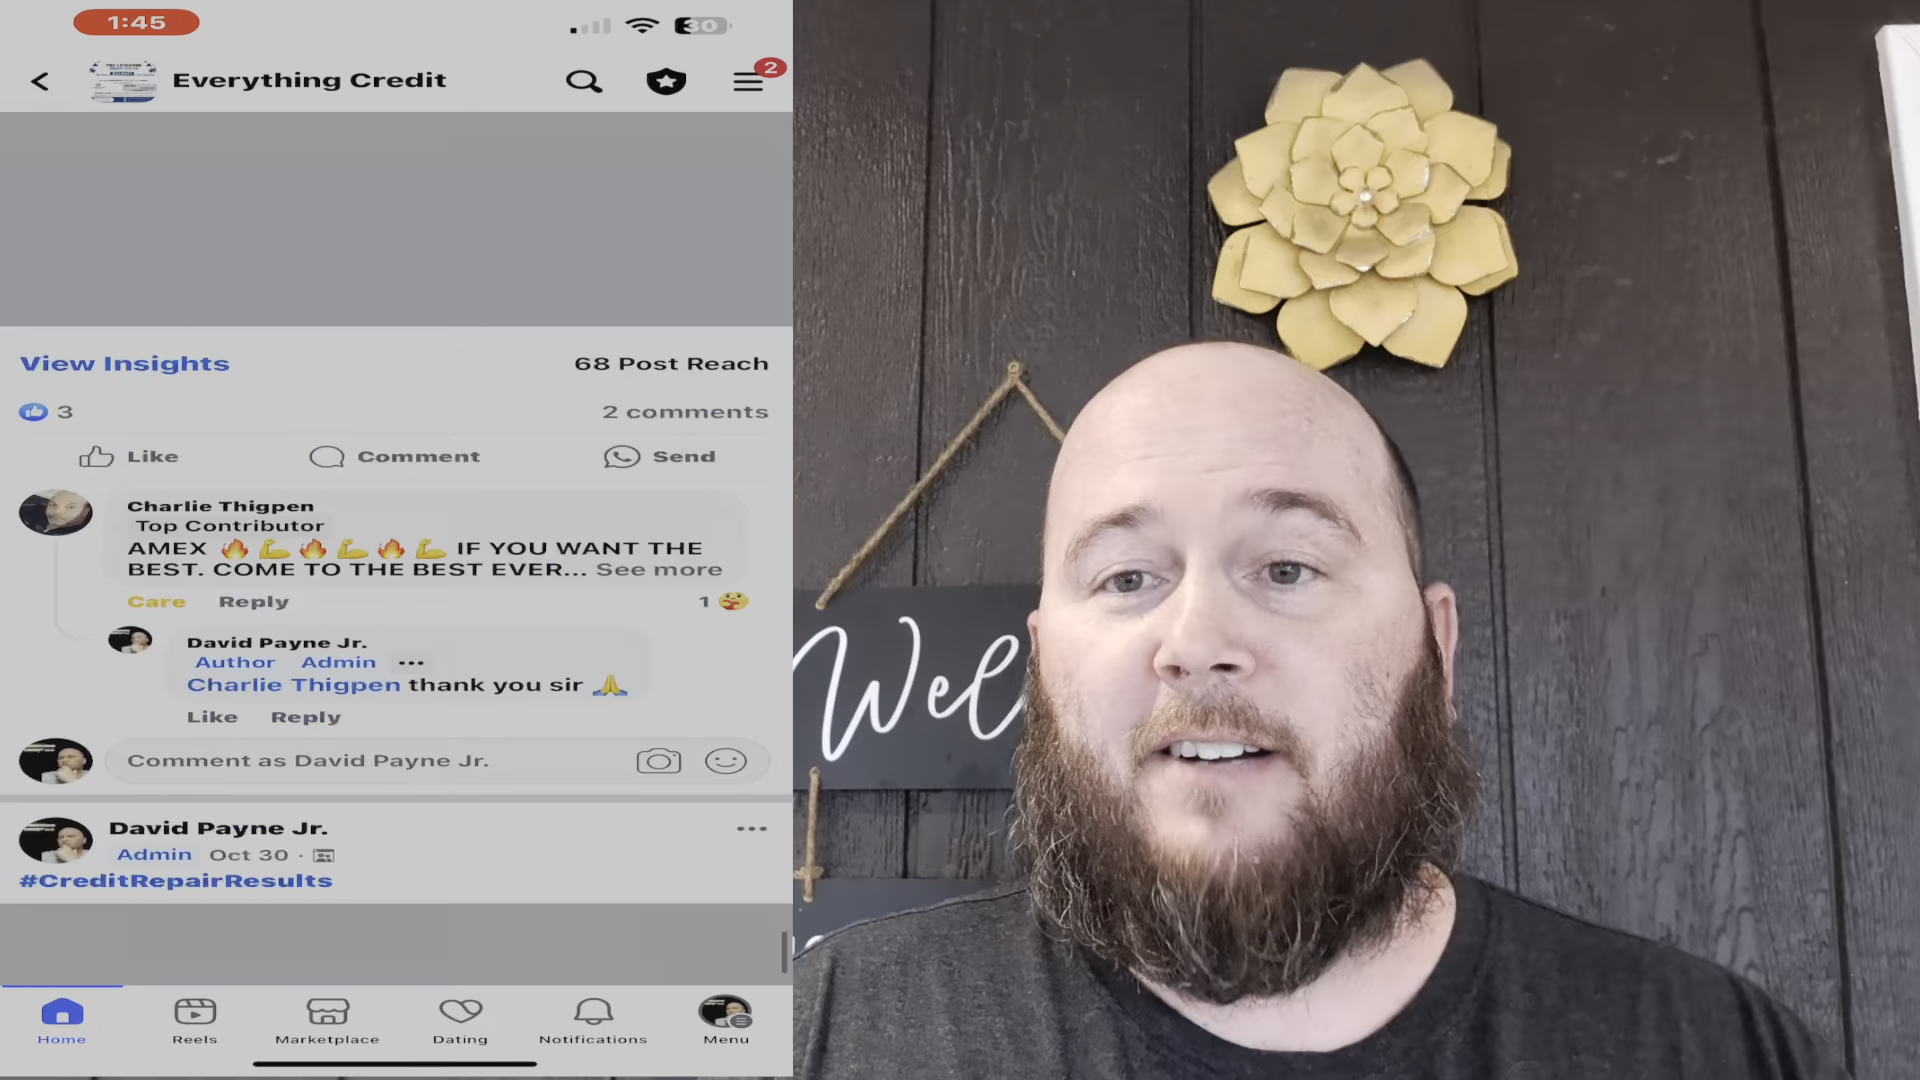 1:45
30
Everything Credit
2
View Insights
68 Post Reach
3
2 comments
Like
Comment
Send
Charlie Thigpen
Top Contributor
AMEX 🔥💪🔥💪🔥💪 IF YOU WANT THE
BEST. COME TO THE BEST EVER... See more
Care Reply
1
David Payne Jr.
Author Admin
Charlie Thigpen thank you sir 🙏
Like Reply
Comment as David Payne Jr.
David Payne Jr.
Admin Oct 30
#CreditRepairResults
Home
Reels
Marketplace
Dating
Notifications
Menu
Wel